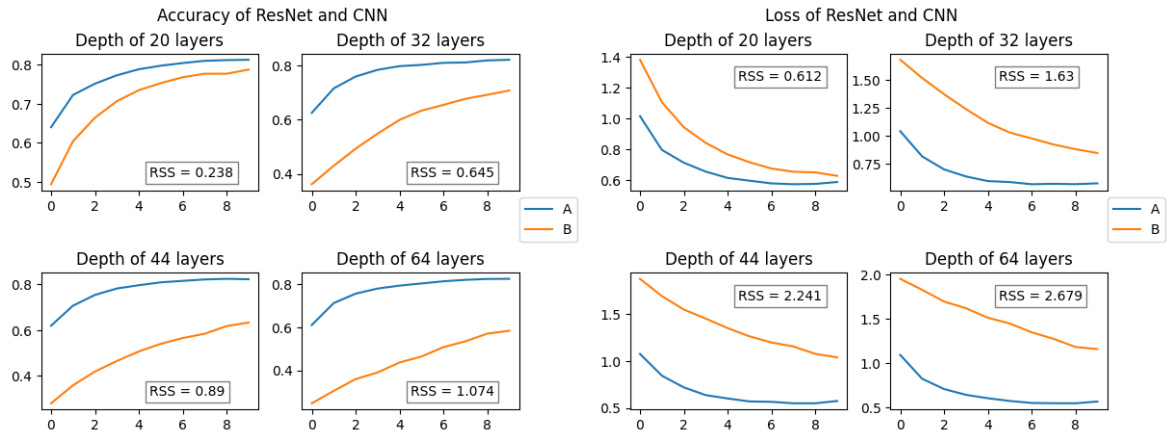 Accuracy of ResNet and CNN
Depth of 20 layers
0.8
0.7
0.6
0.5
0 2 4 6 8
RSS = 0.238
Depth of 32 layers
0.8
0.6
0.4
0 2 4 6 8
RSS = 0.645
A
B
Depth of 44 layers
0.8
0.6
0.4
0 2 4 6 8
RSS = 0.89
Depth of 64 layers
0.8
0.6
0.4
0 2 4 6 8
RSS = 1.074
Loss of ResNet and CNN
Depth of 20 layers
1.4
1.2
1.0
0.8
0.6
0 2 4 6 8
RSS = 0.612
Depth of 32 layers
1.50
1.25
1.00
0.75
0 2 4 6 8
RSS = 1.63
A
B
Depth of 44 layers
1.5
1.0
0.5
0 2 4 6 8
RSS = 2.241
Depth of 64 layers
2.0
1.5
1.0
0.5
0 2 4 6 8
RSS = 2.679